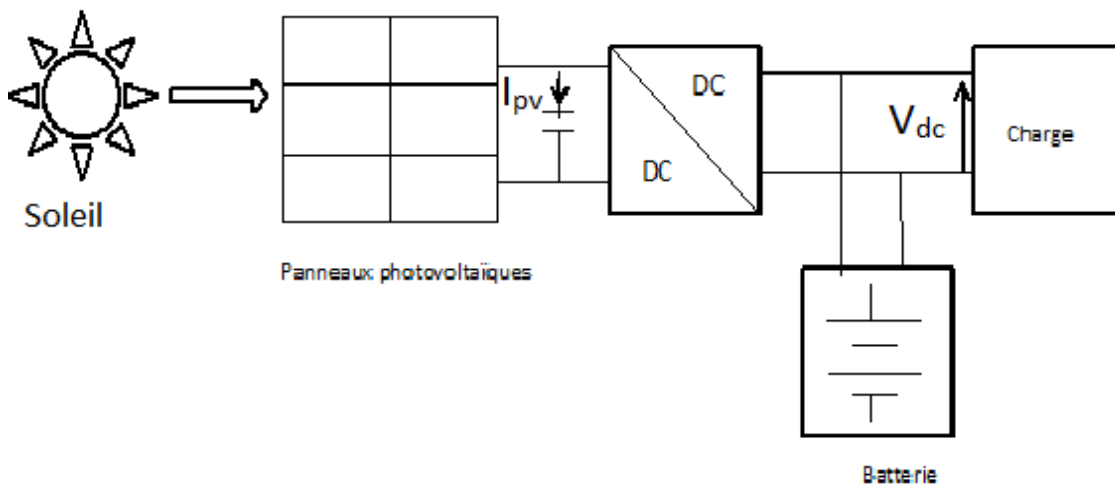 Soleil
Panneaux photovoltaïques
Ipv
DC
DC
Vdc
Charge
Batterie